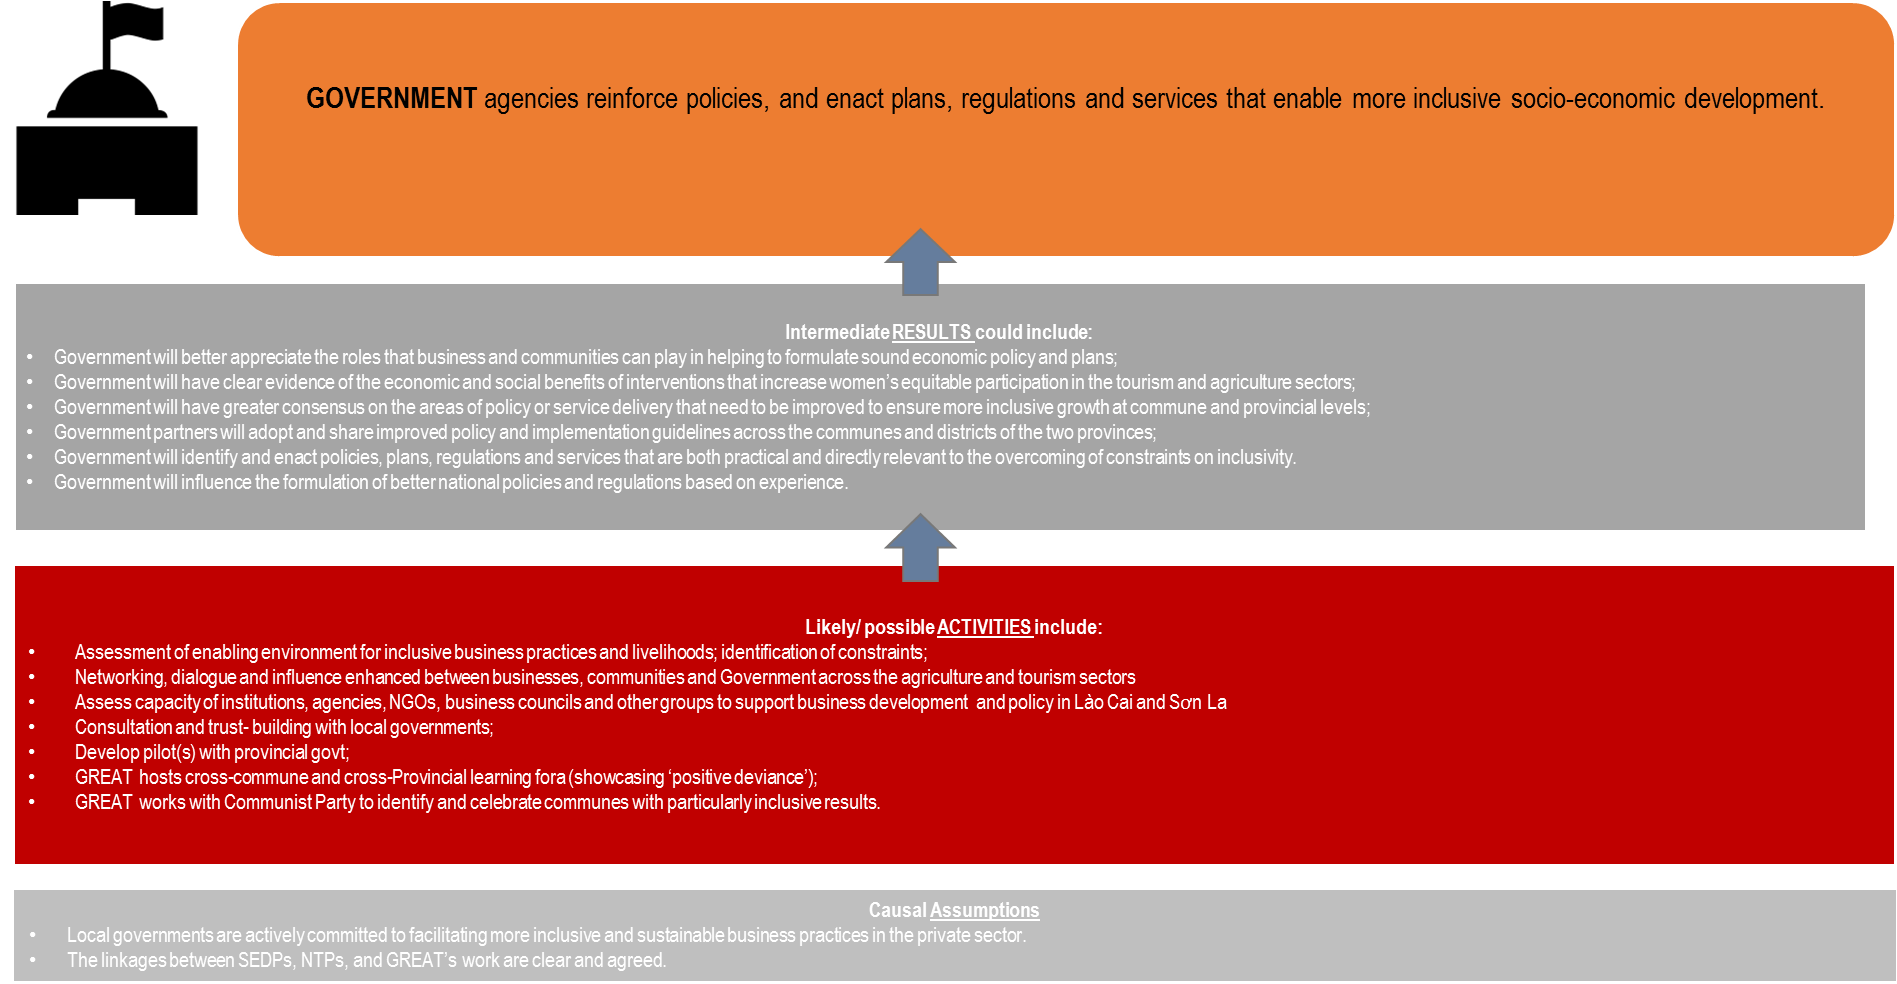 GOVERNMENT agencies reinforce policies, and enact plans, regulations and services that enable more inclusive socio-economic development.
Intermediate RESULTS could include:
• Government will better appreciate the roles that business and communities can play in helping to formulate sound economic policy and plans;
• Government will have clear evidence of the economic and social benefits of interventions that increase women's equitable participation in the tourism and agriculture sectors;
• Government will have greater consensus on the areas of policy or service delivery that need to be improved to ensure more inclusive growth at commune and provincial levels;
• Government partners will adopt and share improved policy and implementation guidelines across the communes and districts of the two provinces;
• Government will identify and enact policies, plans, regulations and services that are both practical and directly relevant to the overcoming of constraints on inclusivity.
• Government will influence the formulation of better national policies and regulations based on experience.
Likely/ possible ACTIVITIES include:
• Assessment of enabling environment for inclusive business practices and livelihoods; identification of constraints;
• Networking, dialogue and influence enhanced between businesses, communities and Government across the agriculture and tourism sectors
• Assess capacity of institutions, agencies, NGOs, business councils and other groups to support business development and policy in Lào Cai and Sơn La
• Consultation and trust- building with local governments;
• Develop pilot(s) with provincial govt;
• GREAT hosts cross-commune and cross-Provincial learning fora (showcasing ‘positive deviance’);
• GREAT works with Communist Party to identify and celebrate communes with particularly inclusive results.
Causal Assumptions
• Local governments are actively committed to facilitating more inclusive and sustainable business practices in the private sector.
• The linkages between SEDPs, NTPs, and GREAT’s work are clear and agreed.